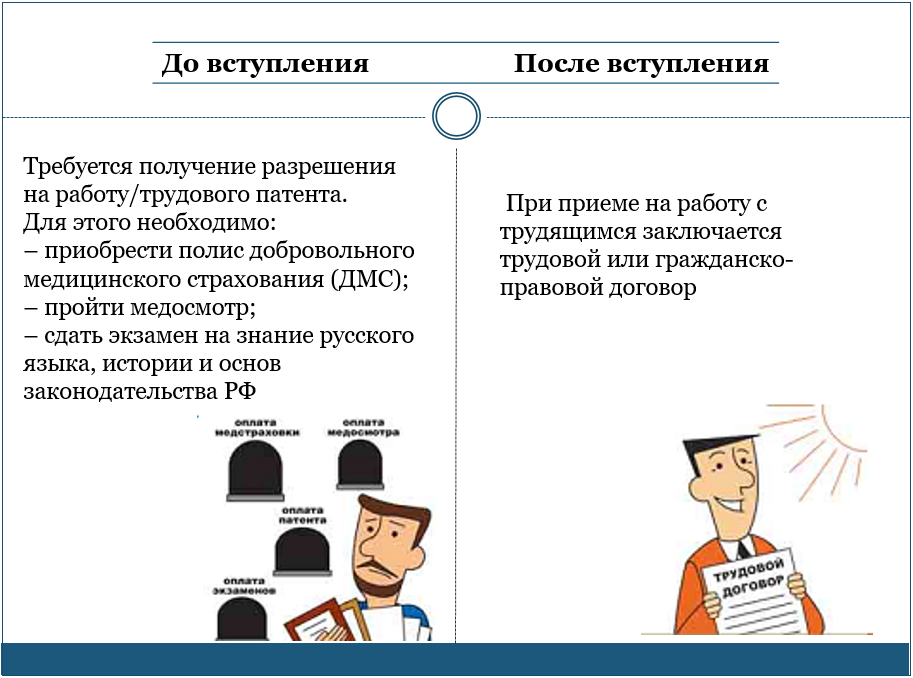 До вступления
После вступления
Требуется получение разрешения
на работу/трудового патента.
Для этого необходимо:
– приобрести полис добровольного
медицинского страхования (ДМС);
– пройти медосмотр;
– сдать экзамен на знание русского
языка, истории и основ
законодательства РФ
При приеме на работу с
трудящимся заключается
трудовой или гражданско-
правовой договор
оплата
медстраховки
оплата
медосмотра
оплата
патента
оплата
экзаменов
ТРУДОВОЙ
ДОГОВОР